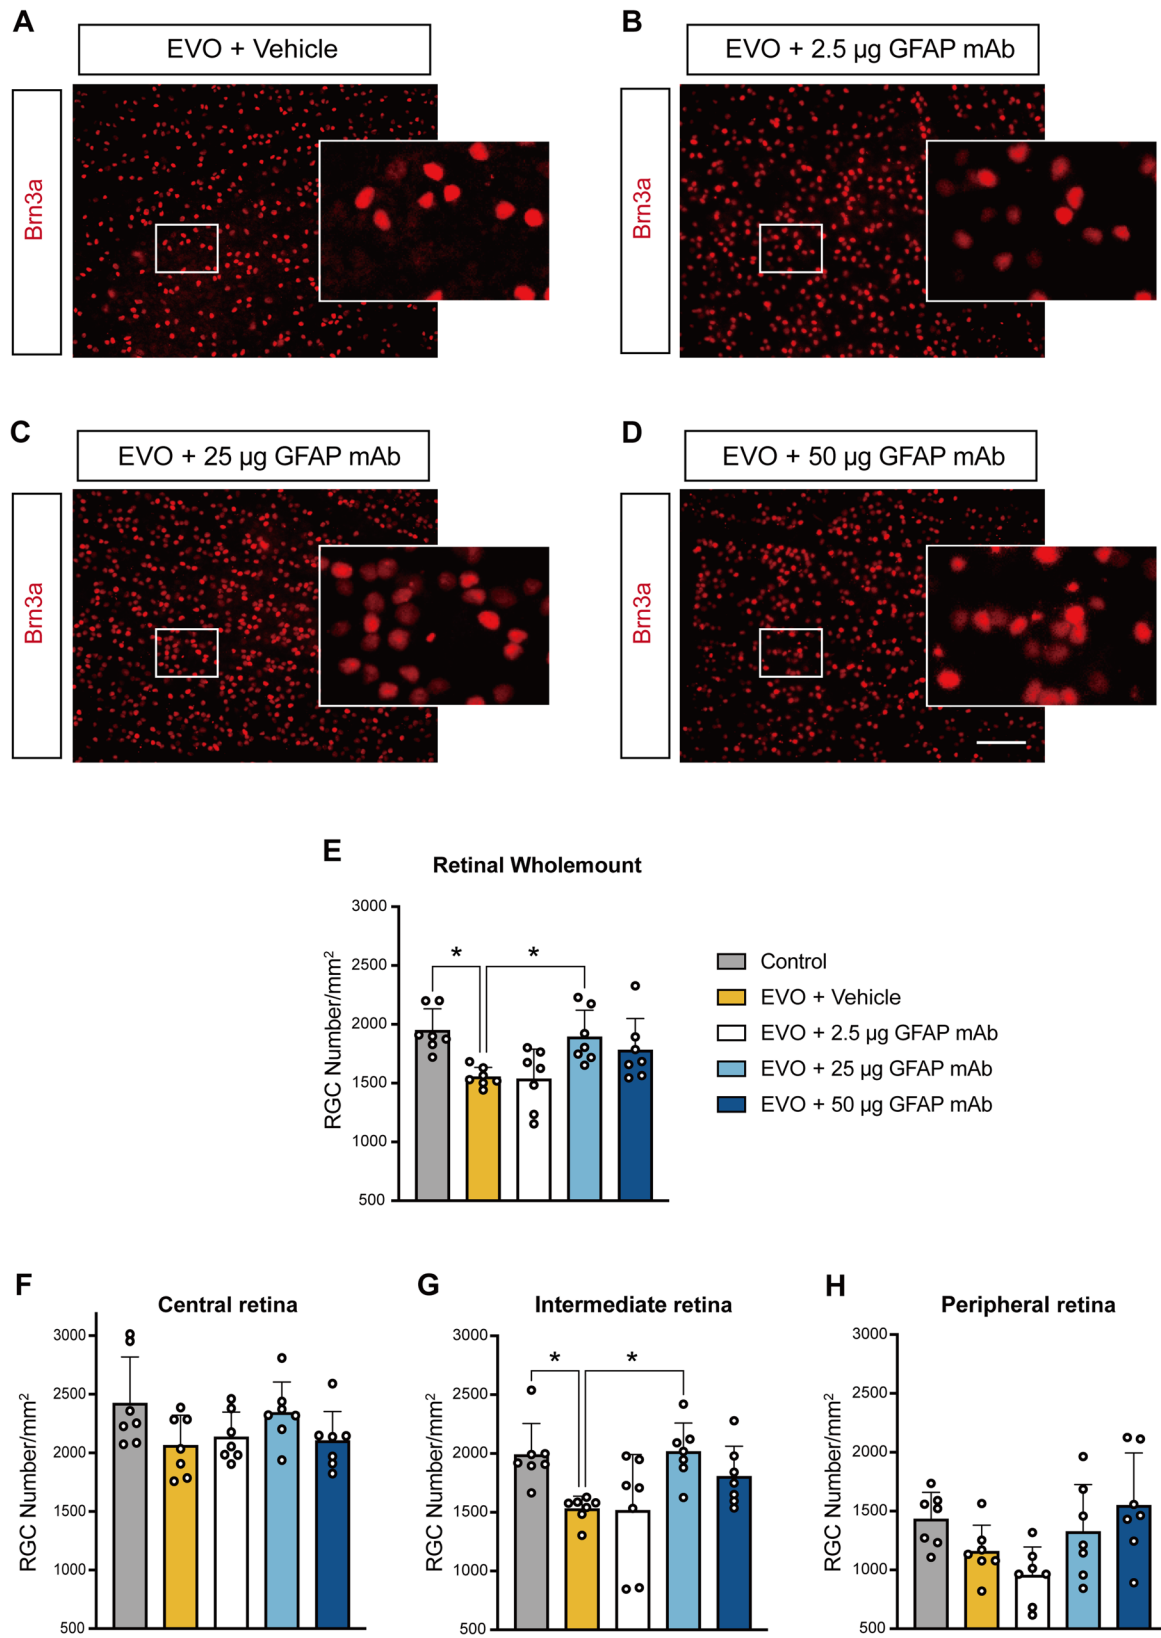 A
EVO + Vehicle
Brn3a
B
EVO + 2.5 µg GFAP mAb
Brn3a
C
EVO + 25 µg GFAP mAb
Brn3a
D
EVO + 50 µg GFAP mAb
Brn3a
E
Retinal Wholemount
RGC Number/mm²
3000
2500
2000
1500
1000
500
*
*
Control
EVO + Vehicle
EVO + 2.5 µg GFAP mAb
EVO + 25 µg GFAP mAb
EVO + 50 µg GFAP mAb
F
Central retina
RGC Number/mm²
3000
2500
2000
1500
1000
500
G
Intermediate retina
RGC Number/mm²
3000
2500
2000
1500
1000
500
*
*
H
Peripheral retina
RGC Number/mm²
3000
2500
2000
1500
1000
500